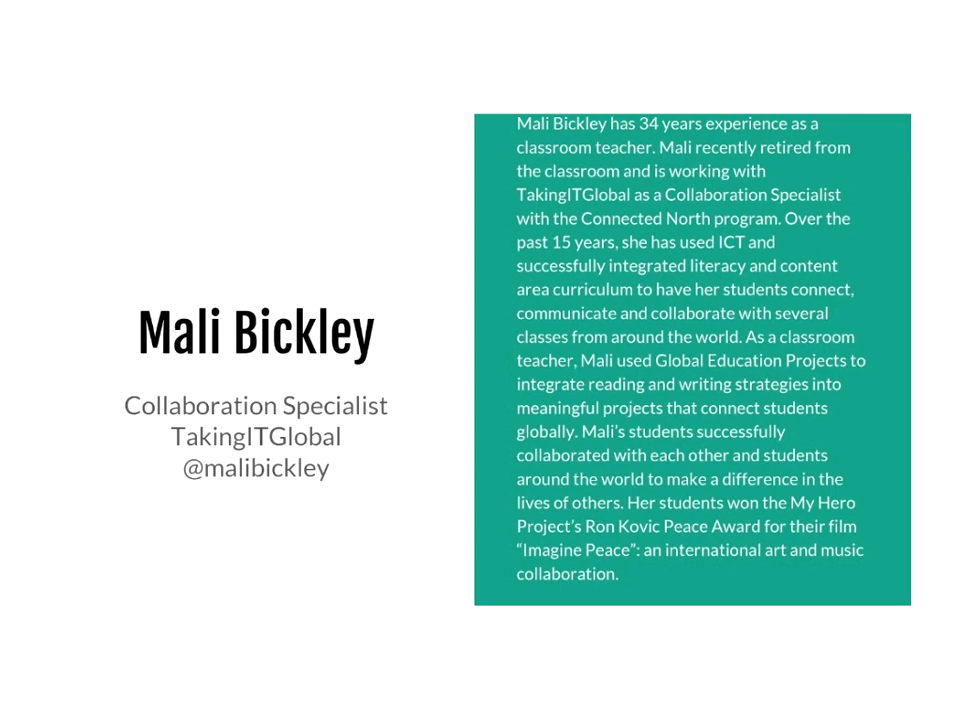 Mali Bickley
Collaboration Specialist
TakingITGlobal
@malibickley
Mali Bickley has 34 years experience as a
classroom teacher. Mali recently retired from
the classroom and is working with
TakingITGlobal as a Collaboration Specialist
with the Connected North program. Over the
past 15 years, she has used ICT and
successfully integrated literacy and content
area curriculum to have her students connect,
communicate and collaborate with several
classes from around the world. As a classroom
teacher, Mali used Global Education Projects to
integrate reading and writing strategies into
meaningful projects that connect students
globally. Mali’s students successfully
collaborated with each other and students
around the world to make a difference in the
lives of others. Her students won the My Hero
Project’s Ron Kovic Peace Award for their film
“Imagine Peace”: an international art and music
collaboration.